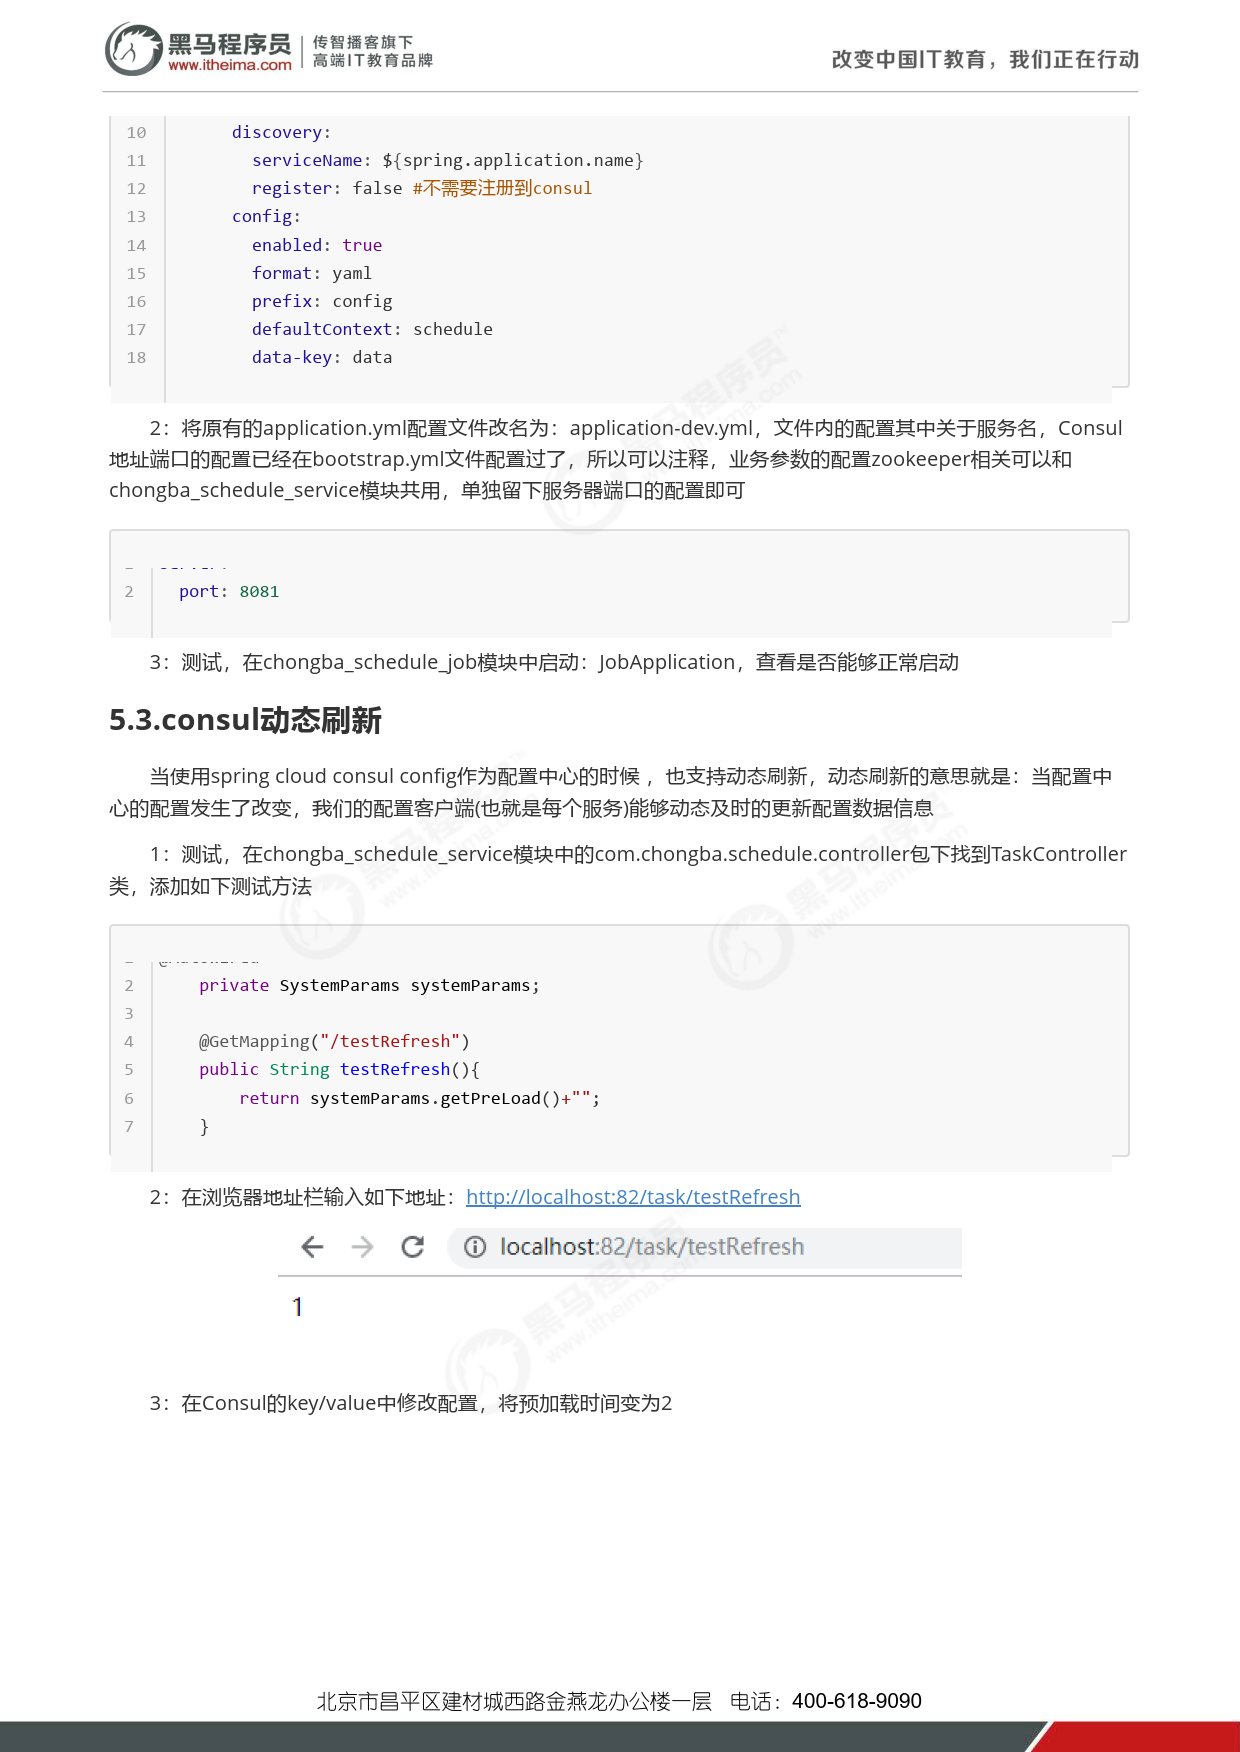 黑马程序员
www.itheima.com
传智播客旗下
高端IT教育品牌
改变中国IT教育，我们正在行动
10 discovery:
11 serviceName: ${spring.application.name}
12 register: false #不需要注册到consul
13 config:
14 enabled: true
15 format: yaml
16 prefix: config
17 defaultContext: schedule
18 data-key: data
2：将原有的application.yml配置文件改名为：application-dev.yml，文件内的配置其中关于服务名，Consul
地址端口的配置已经在bootstrap.yml文件配置过了，所以可以注释，业务参数的配置zookeeper相关可以和
chongba_schedule_service模块共用，单独留下服务器端口的配置即可
2 port: 8081
3：测试，在chongba_schedule_job模块中启动：JobApplication，查看是否能够正常启动
5.3.consul动态刷新
当使用spring cloud consul config作为配置中心的时候 ，也支持动态刷新，动态刷新的意思就是：当配置中
心的配置发生了改变，我们的配置客户端(也就是每个服务)能够动态及时的更新配置数据信息
1：测试，在chongba_schedule_service模块中的com.chongba.schedule.controller包下找到TaskController
类，添加如下测试方法
2 private SystemParams systemParams;
3
4 @GetMapping("/testRefresh")
5 public String testRefresh(){
6 return systemParams.getPreLoad()+"";
7 }
2：在浏览器地址栏输入如下地址：http://localhost:82/task/testRefresh
localhost:82/task/testRefresh
1
3：在Consul的key/value中修改配置，将预加载时间变为2
北京市昌平区建材城西路金燕龙办公楼一层 电话：400-618-9090